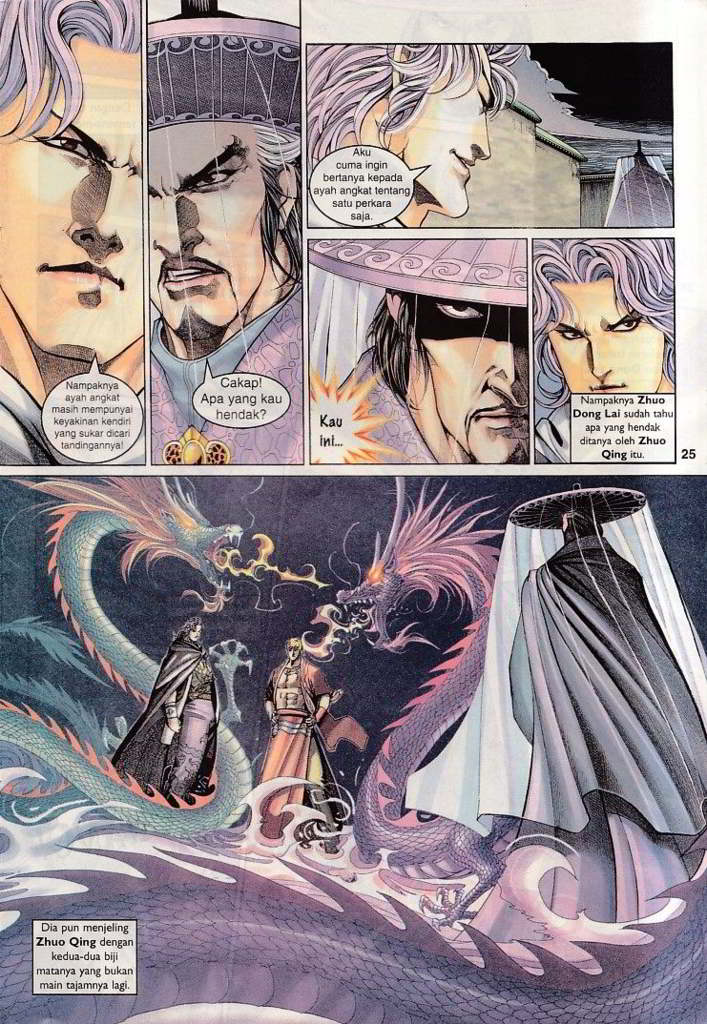 Nampaknya
ayah angkat
masih mempunyai
keyakinan kendiri
yang sukar dicari
tandingannya!
Cakap!
Apa yang kau
hendak?
Aku
cuma ingin
bertanya kepada
ayah angkat tentang
satu perkara
saja.
Kau
ini...
Nampaknya Zhuo
Dong Lai sudah tahu
apa yang hendak
ditanya oleh Zhuo
Qing itu.
25
Dia pun menjeling
Zhuo Qing dengan
kedua-dua biji
matanya yang bukan
main tajamnya lagi.